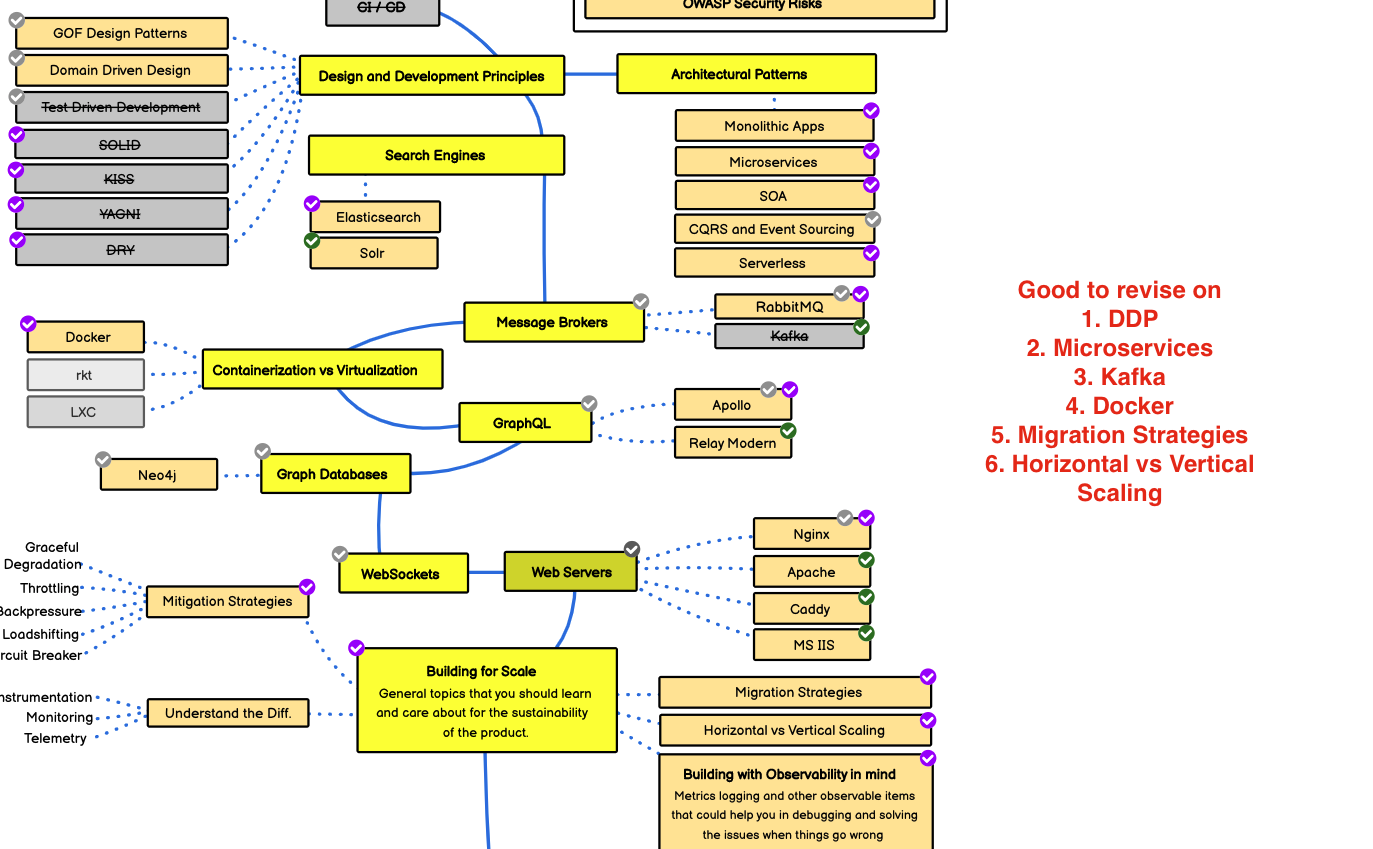 CI / CD
OWASP Security Risks
GOF Design Patterns
Domain Driven Design
Test Driven Development
SOLID
KISS
YAGNI
DRY
Design and Development Principles
Architectural Patterns
Monolithic Apps
Microservices
SOA
CQRS and Event Sourcing
Serverless
Search Engines
Elasticsearch
Solr
Message Brokers
RabbitMQ
Kafka
Docker
rkt
LXC
Containerization vs Virtualization
GraphQL
Apollo
Relay Modern
Graph Databases
Neo4j
WebSockets
Web Servers
Nginx
Apache
Caddy
MS IIS
Graceful
Degradation
Throttling
Backpressure
Loadshifting
rcuit Breaker
Mitigation Strategies
nstrumentation
Monitoring
Telemetry
Understand the Diff.
Building for Scale
General topics that you should learn
and care about for the sustainability
of the product.
Migration Strategies
Horizontal vs Vertical Scaling
Building with Observability in mind
Metrics logging and other observable items
that could help you in debugging and solving
the issues when things go wrong
Good to revise on
1. DDP
2. Microservices
3. Kafka
4. Docker
5. Migration Strategies
6. Horizontal vs Vertical
Scaling